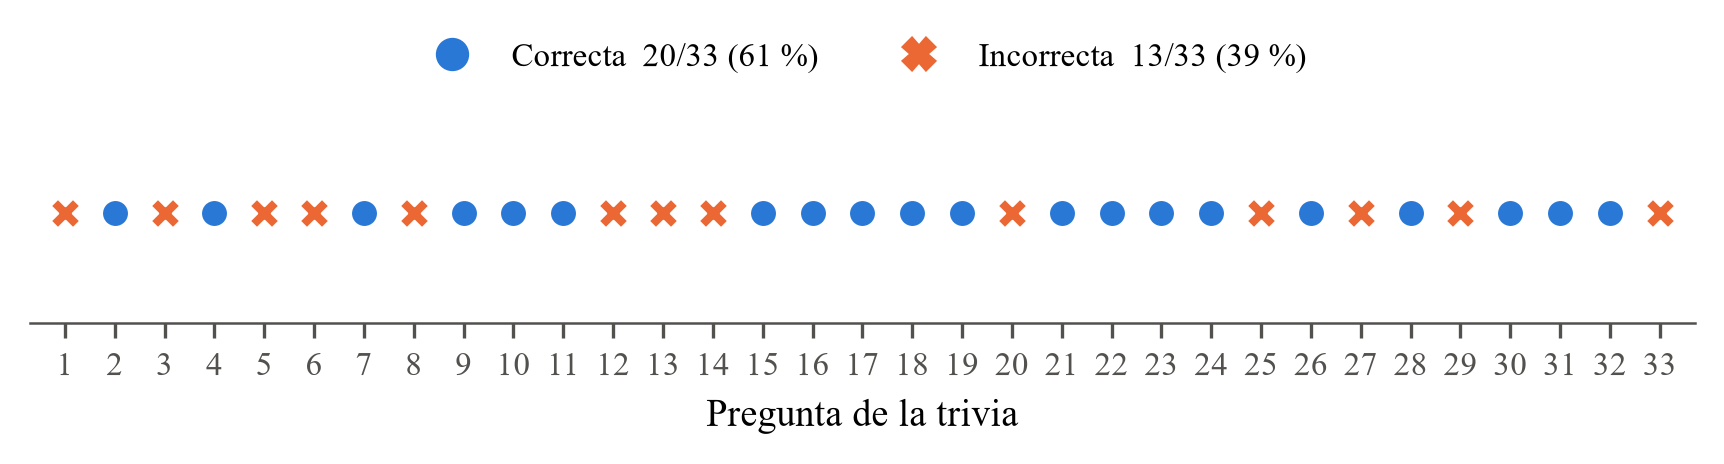 Correcta 20/33 (61 %) Incorrecta 13/33 (39 %)
1 2 3 4 5 6 7 8 9 10 11 12 13 14 15 16 17 18 19 20 21 22 23 24 25 26 27 28 29 30 31 32 33
Pregunta de la trivia